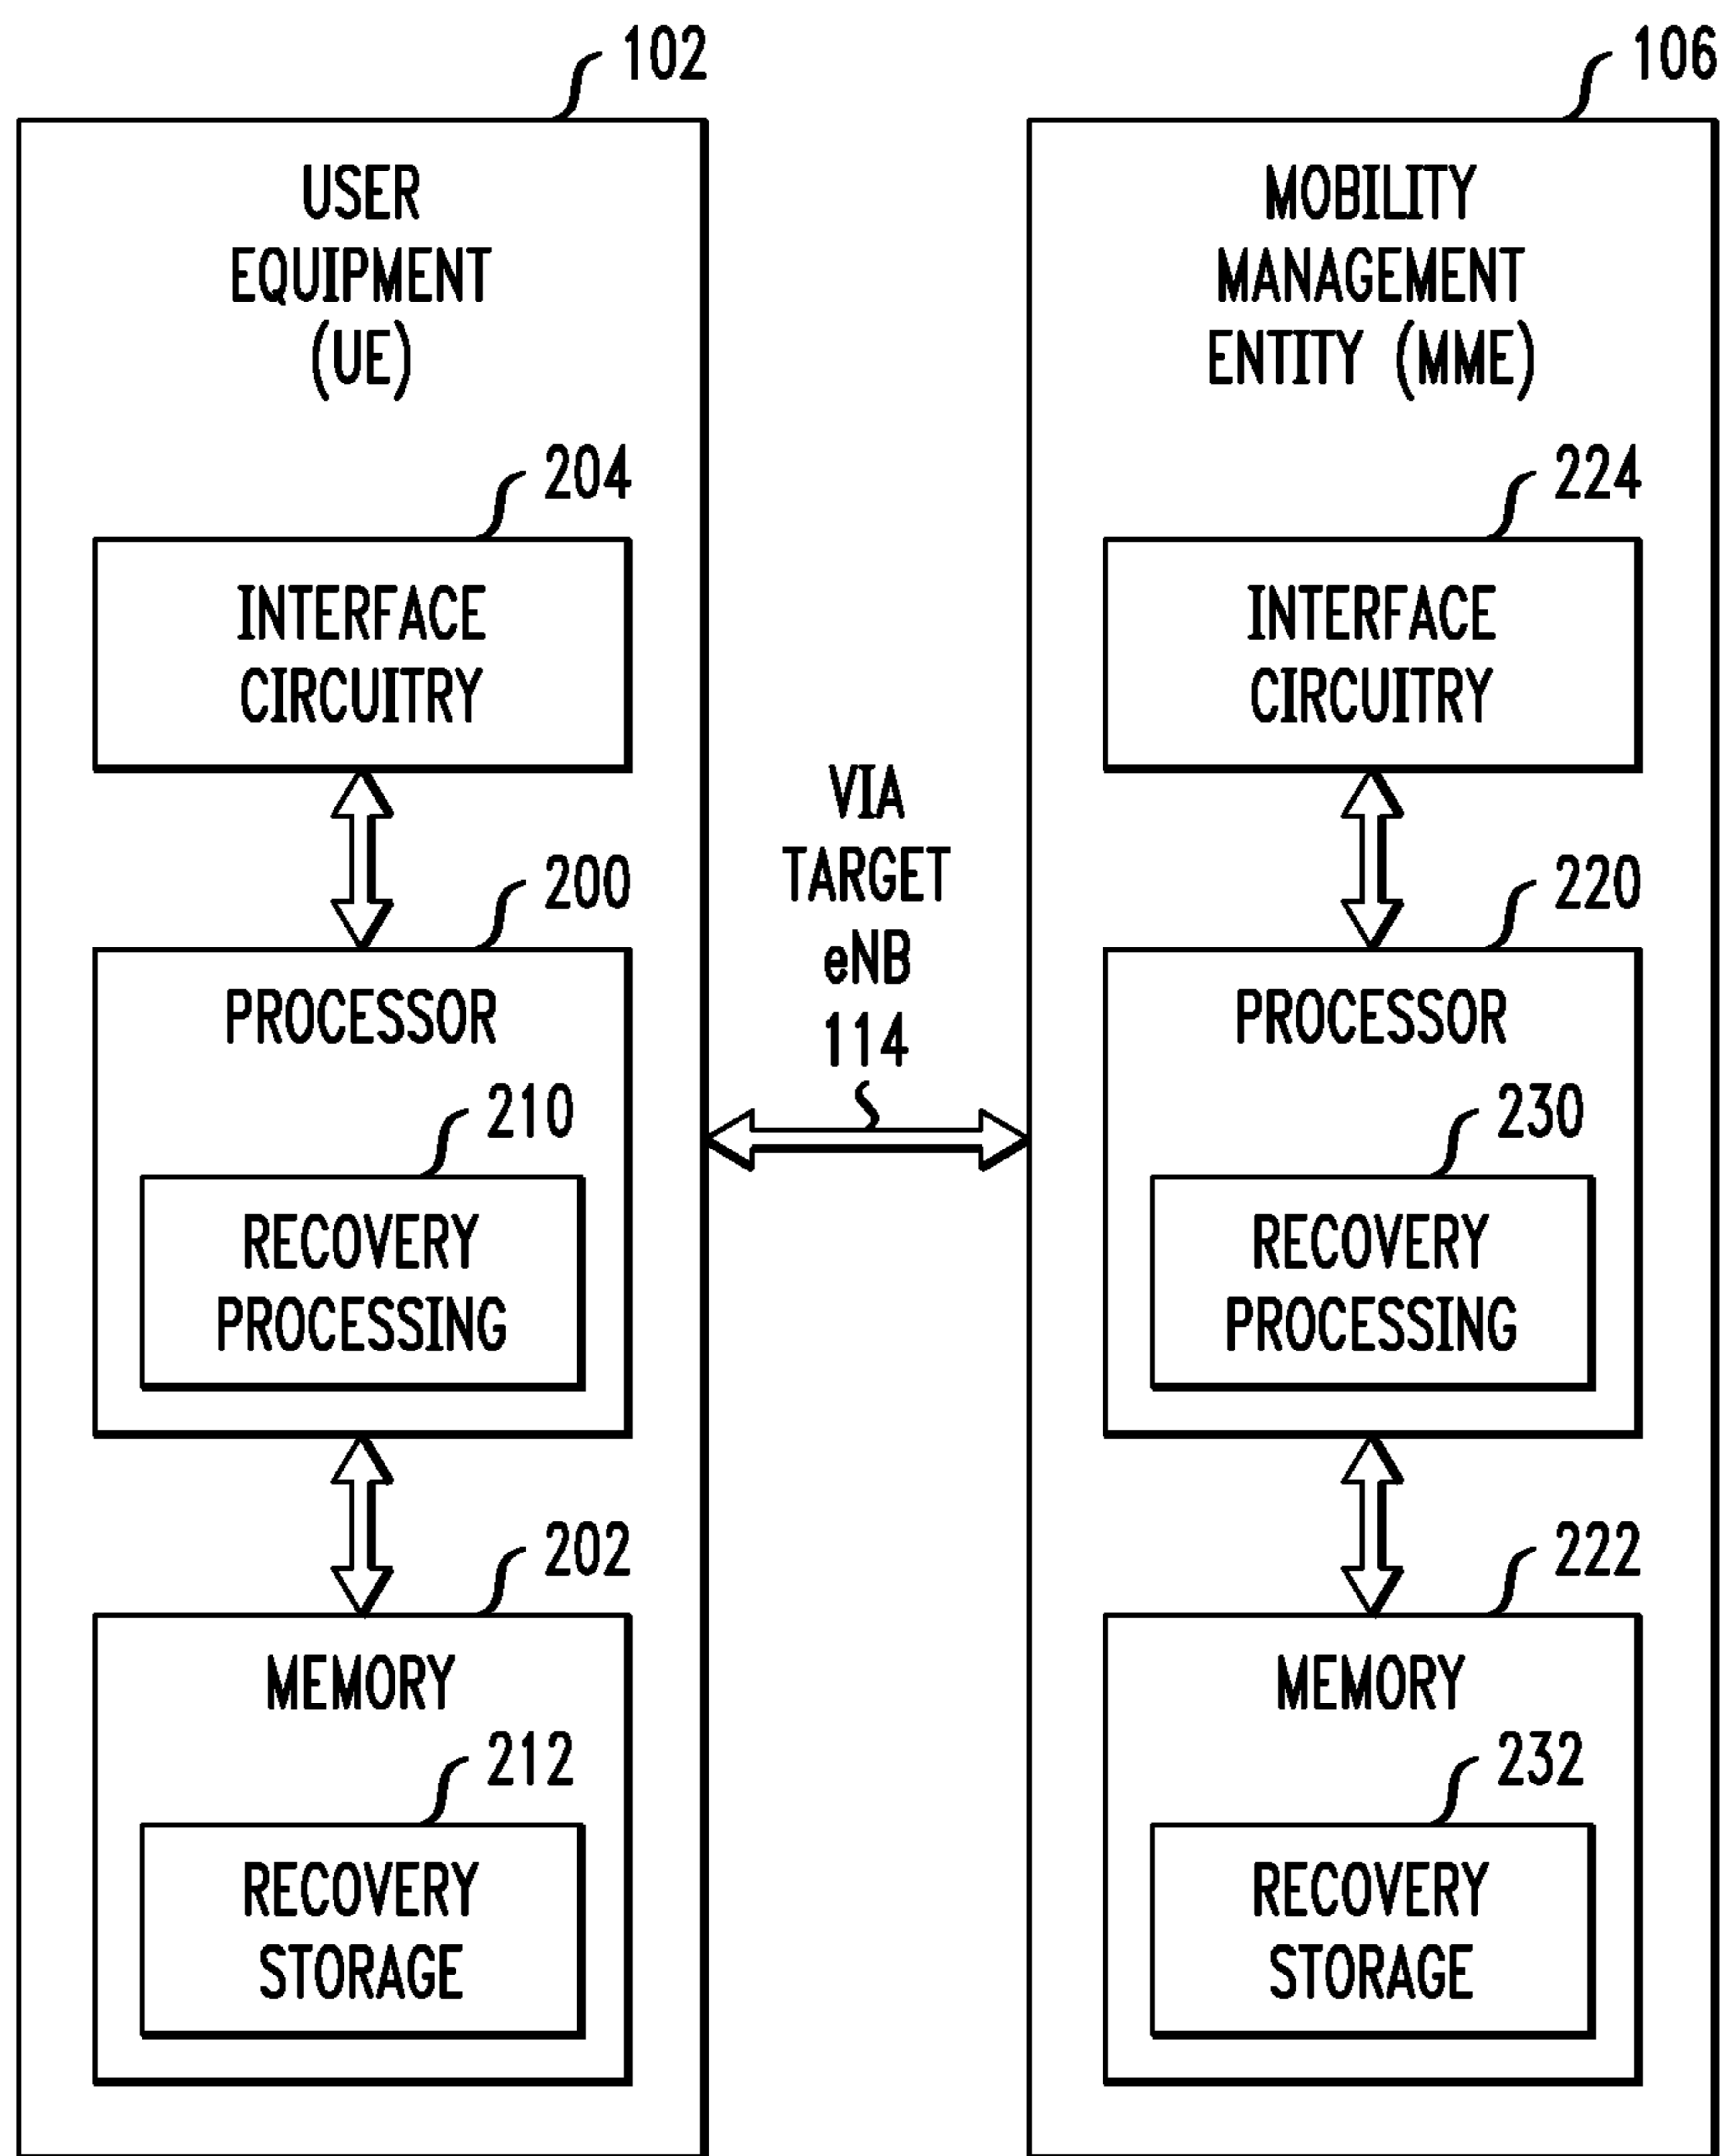 102
USER
EQUIPMENT
(UE)
204
INTERFACE
CIRCUITRY
200
PROCESSOR
210
RECOVERY
PROCESSING
202
MEMORY
212
RECOVERY
STORAGE
VIA
TARGET
eNB
114
106
MOBILITY
MANAGEMENT
ENTITY (MME)
224
INTERFACE
CIRCUITRY
220
PROCESSOR
230
RECOVERY
PROCESSING
222
MEMORY
232
RECOVERY
STORAGE